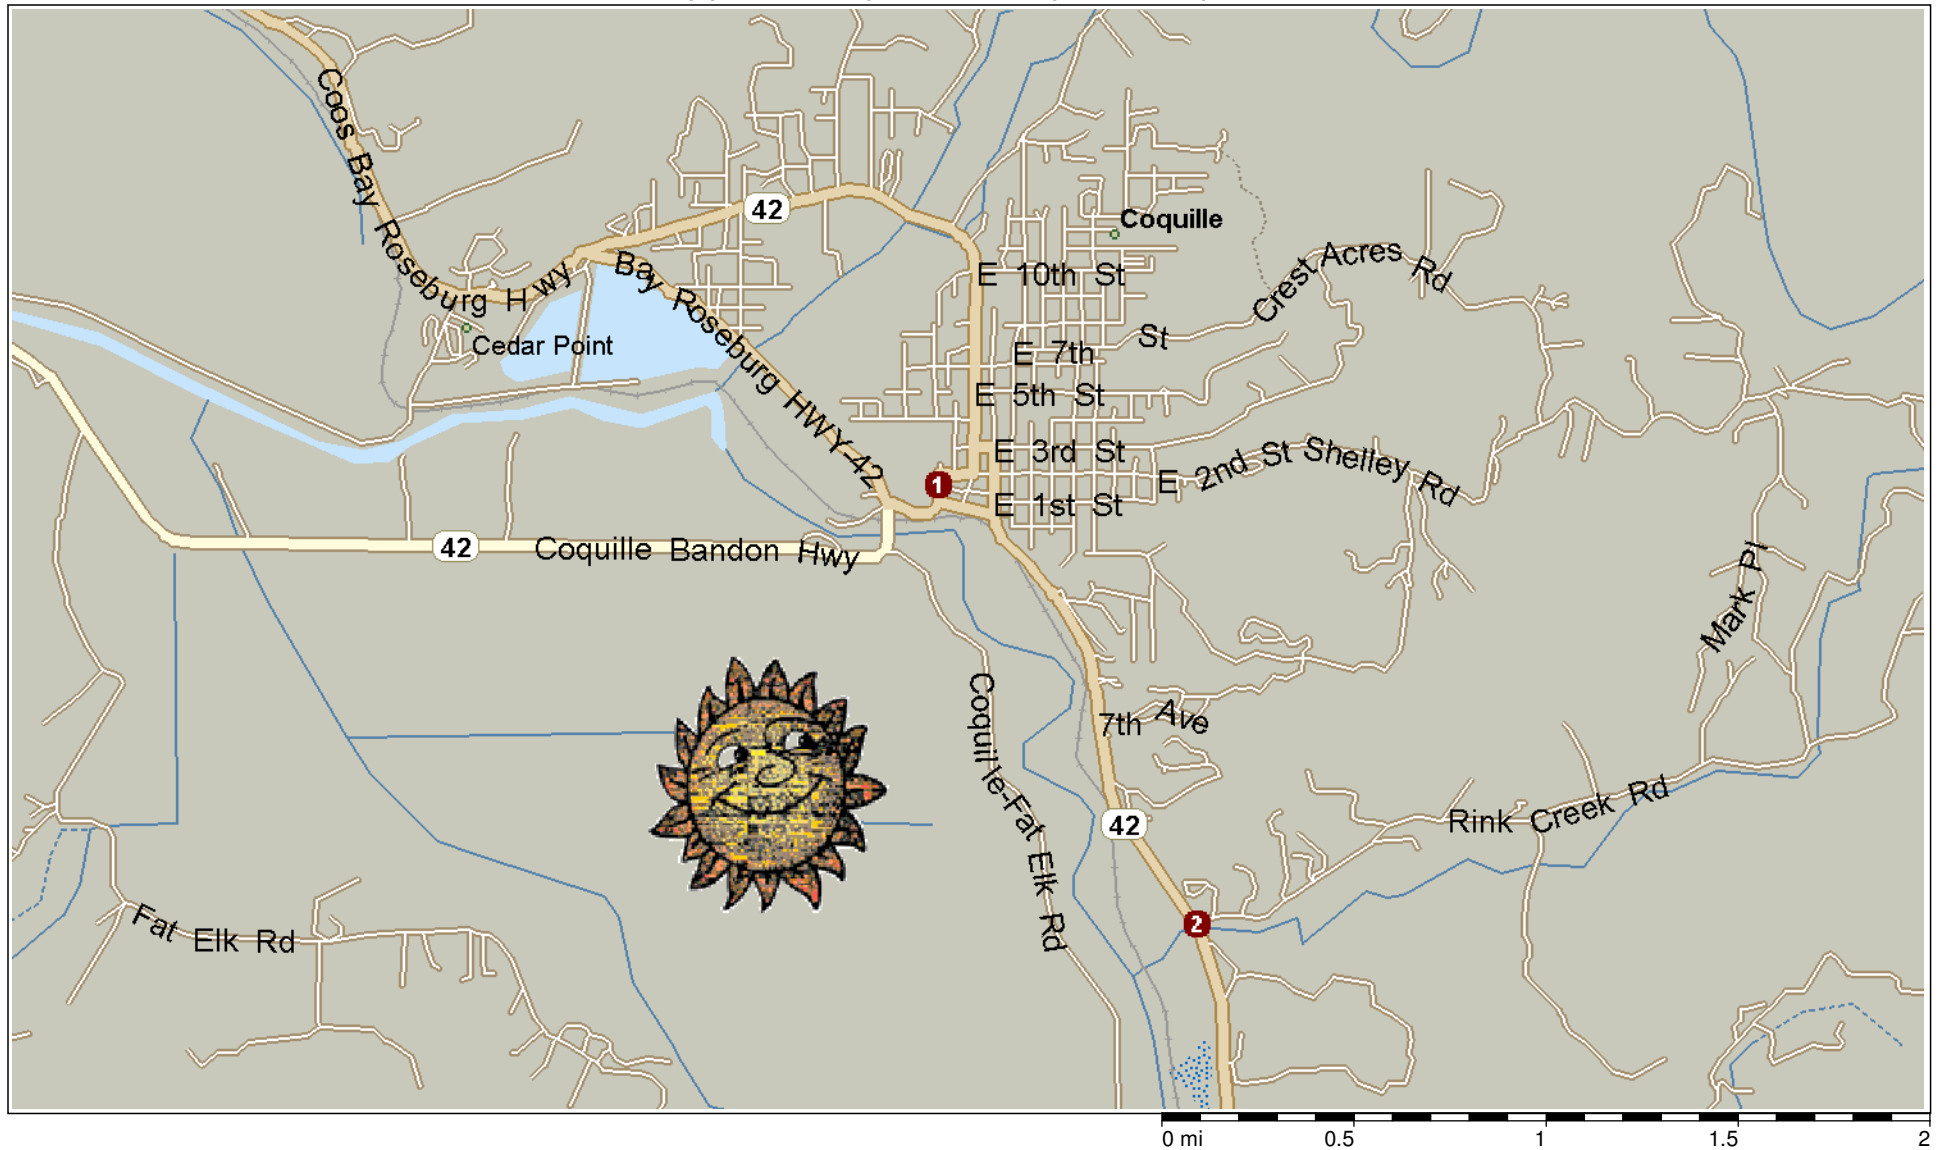 Coos Bay Roseburg Hwy
42
Coquille
E 10th St
Bay Roseburg HWY-42
Crest Acres Rd
Cedar Point
E 7th St
E 5th St
E 3rd St
E 2nd St Shelley Rd
1
E 1st St
42
Coquille Bandon Hwy
Mark Pl
Coquille-Fat Elk Rd
7th Ave
42
Rink Creek Rd
2
Fat Elk Rd
0 mi 0.5 1 1.5 2